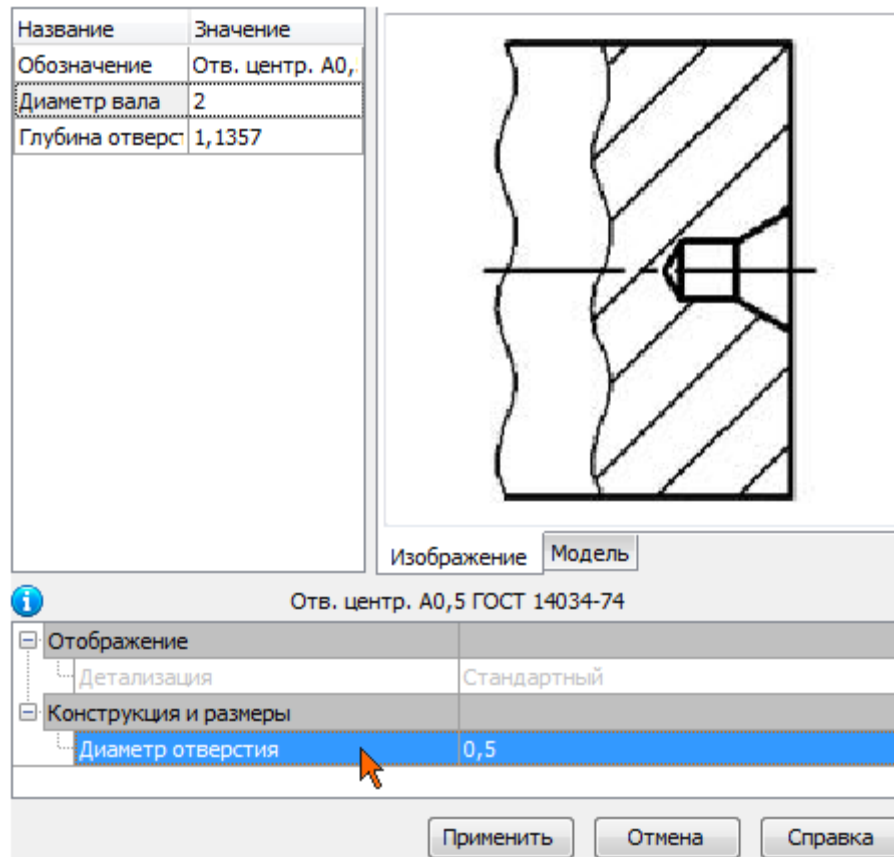 Название Значение
Обозначение Отв. центр. А0,
Диаметр вала 2
Глубина отверст 1,1357
Изображение Модель
Отв. центр. А0,5 ГОСТ 14034-74
Отображение
Детализация Стандартный
Конструкция и размеры
Диаметр отверстия 0,5
Применить Отмена Справка